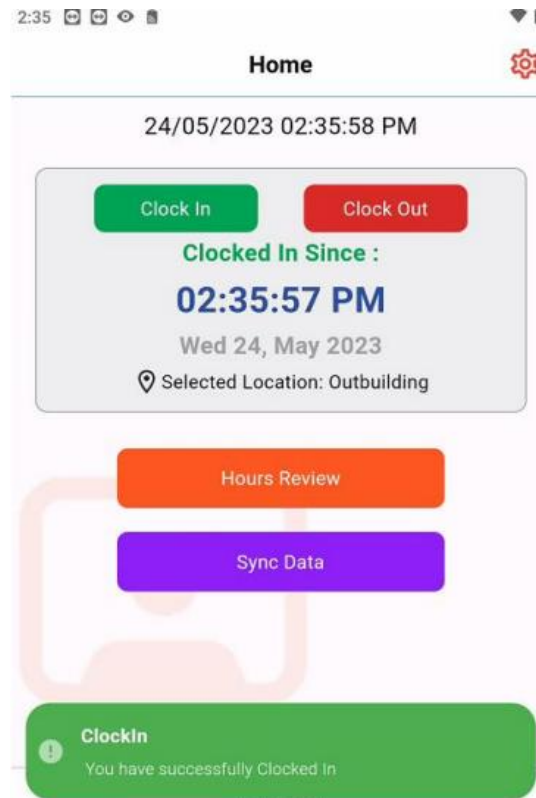 2:35
Home
24/05/2023 02:35:58 PM
Clock In Clock Out
Clocked In Since :
02:35:57 PM
Wed 24, May 2023
Selected Location: Outbuilding
Hours Review
Sync Data
ClockIn
You have successfully Clocked In